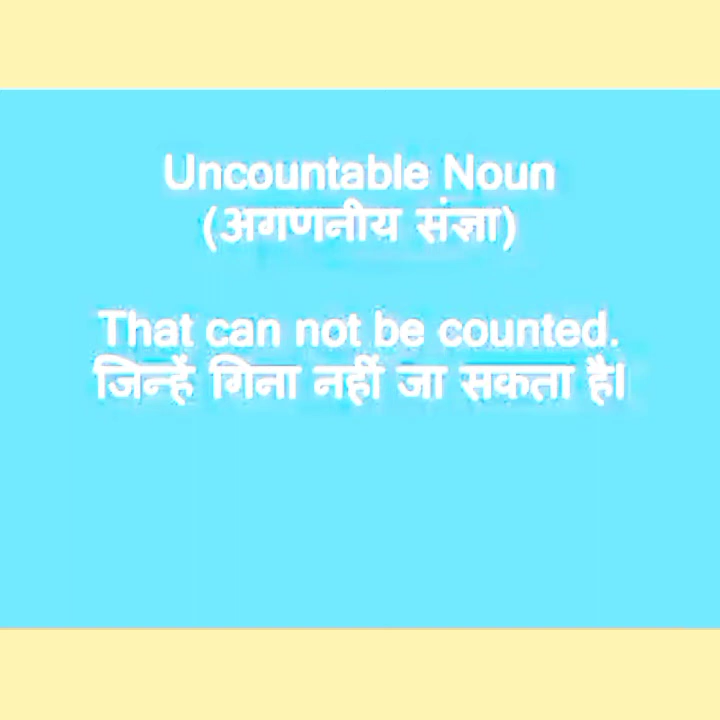 Uncountable Noun
(अगणनीय संज्ञा)
That can not be counted.
जिन्हें गिना नहीं जा सकता है।